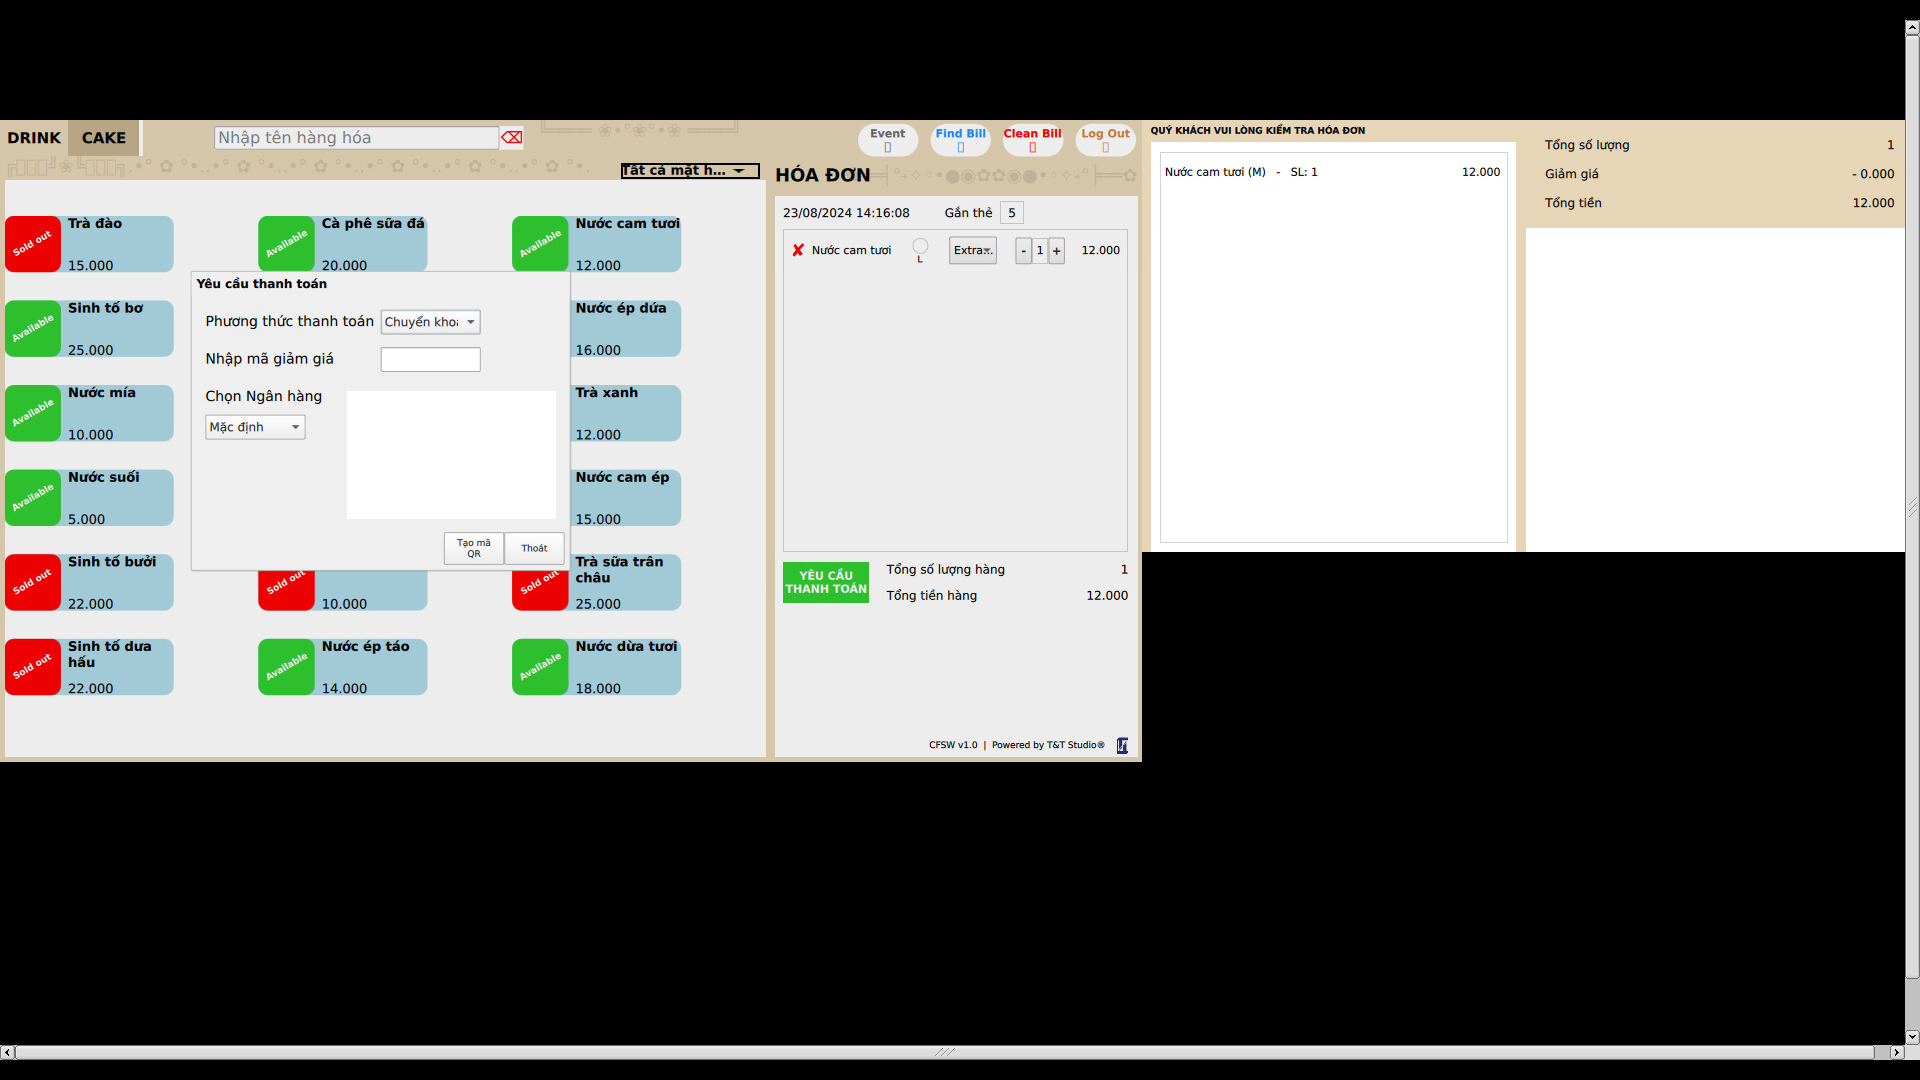 DRINK
CAKE
Nhập tên hàng hóa
Tất cả mặt h...
Event
Find Bill
Clean Bill
Log Out
Sold out
Trà đào
15.000
Available
Cà phê sữa đá
20.000
Available
Nước cam tươi
12.000
Available
Sinh tố bơ
25.000
Nước ép dứa
16.000
Available
Nước mía
10.000
Trà xanh
12.000
Available
Nước suối
5.000
Nước cam ép
15.000
Sold out
Sinh tố bưởi
22.000
Sold out
10.000
Sold out
Trà sữa trân
châu
25.000
Sold out
Sinh tố dưa
hấu
22.000
Available
Nước ép táo
14.000
Available
Nước dừa tươi
18.000
Yêu cầu thanh toán
Phương thức thanh toán
Chuyển khoả
Nhập mã giảm giá
Chọn Ngân hàng
Mặc định
Tạo mã
QR
Thoát
HÓA ĐƠN
23/08/2024 14:16:08
Gắn thẻ
5
Nước cam tươi
L
Extra...
- 1 +
12.000
YÊU CẦU
THANH TOÁN
Tổng số lượng hàng
1
Tổng tiền hàng
12.000
CFSW v1.0 | Powered by T&T Studio®
QUÝ KHÁCH VUI LÒNG KIỂM TRA HÓA ĐƠN
Nước cam tươi (M) - SL: 1
12.000
Tổng số lượng
1
Giảm giá
- 0.000
Tổng tiền
12.000